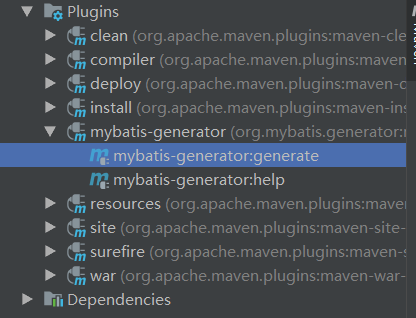 Plugins
clean (org.apache.maven.plugins:maven-cle
compiler (org.apache.maven.plugins:maven-
deploy (org.apache.maven.plugins:maven-c
install (org.apache.maven.plugins:maven-ins
mybatis-generator (org.mybatis.generator:r
mybatis-generator:generate
mybatis-generator:help
resources (org.apache.maven.plugins:maver
site (org.apache.maven.plugins:maven-site-
surefire (org.apache.maven.plugins:maven-s
war (org.apache.maven.plugins:maven-war-
Dependencies